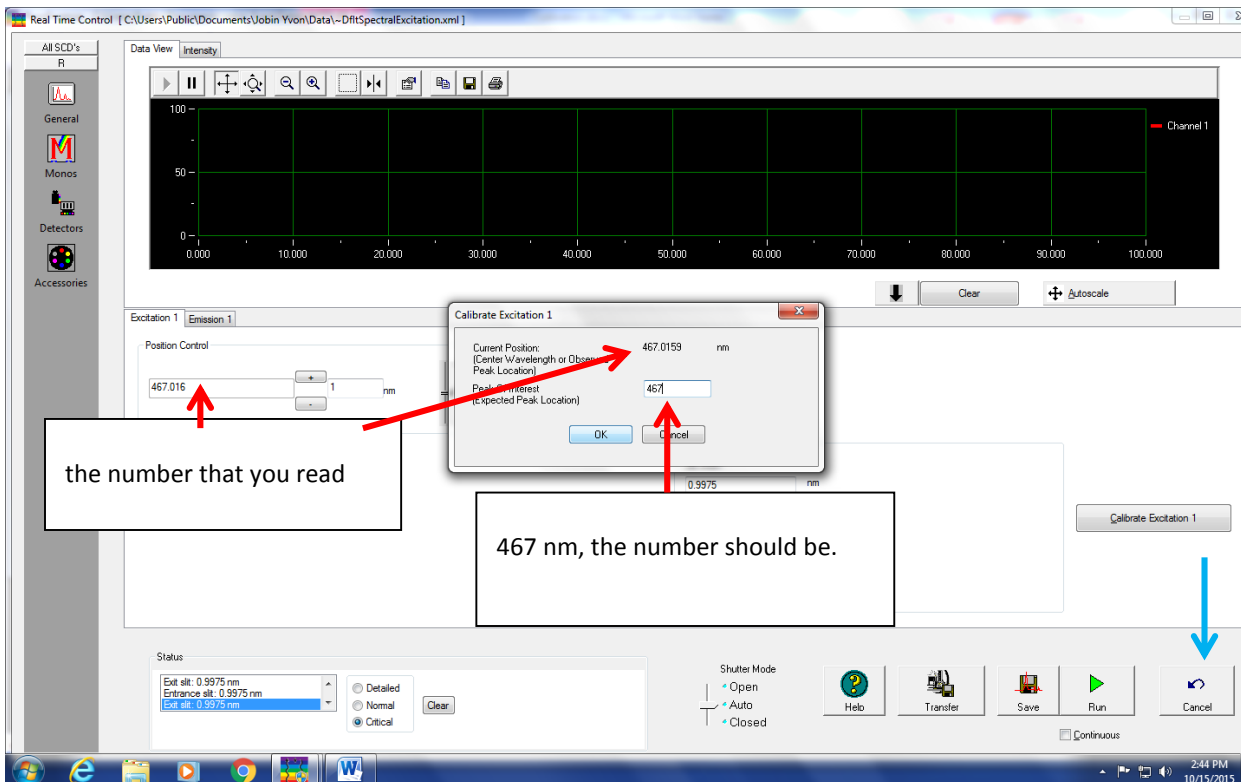 Real Time Control [ C:\Users\Public\Documents\Jobin Yvon\Data\~DfltSpectralExcitation.xml ]
All SCD's
R
General
Monos
Detectors
Accessories
Data View Intensity
100
50
0
0.000 10.000 20.000 30.000 40.000 50.000 60.000 70.000 80.000 90.000 100.000
Channel 1
Clear
Autoscale
Excitation 1 Emission 1
Position Control
467.016
+
-
1 nm
Calibrate Excitation 1
Current Position: 467.0159 nm
(Center Wavelength or
Peak Location)
467
(Expected Peak Location)
OK Cancel
the number that you read
0.9975 nm
467 nm, the number should be.
Calibrate Excitation 1
Status
Exit slit: 0.9975 nm
Entrance slit: 0.9975 nm
Exit slit: 0.9975 nm
Detailed
Normal
Critical
Clear
Shutter Mode
Open
Auto
Closed
Help
Transfer
Save
Run
Cancel
Continuous
2:44 PM
10/15/2015